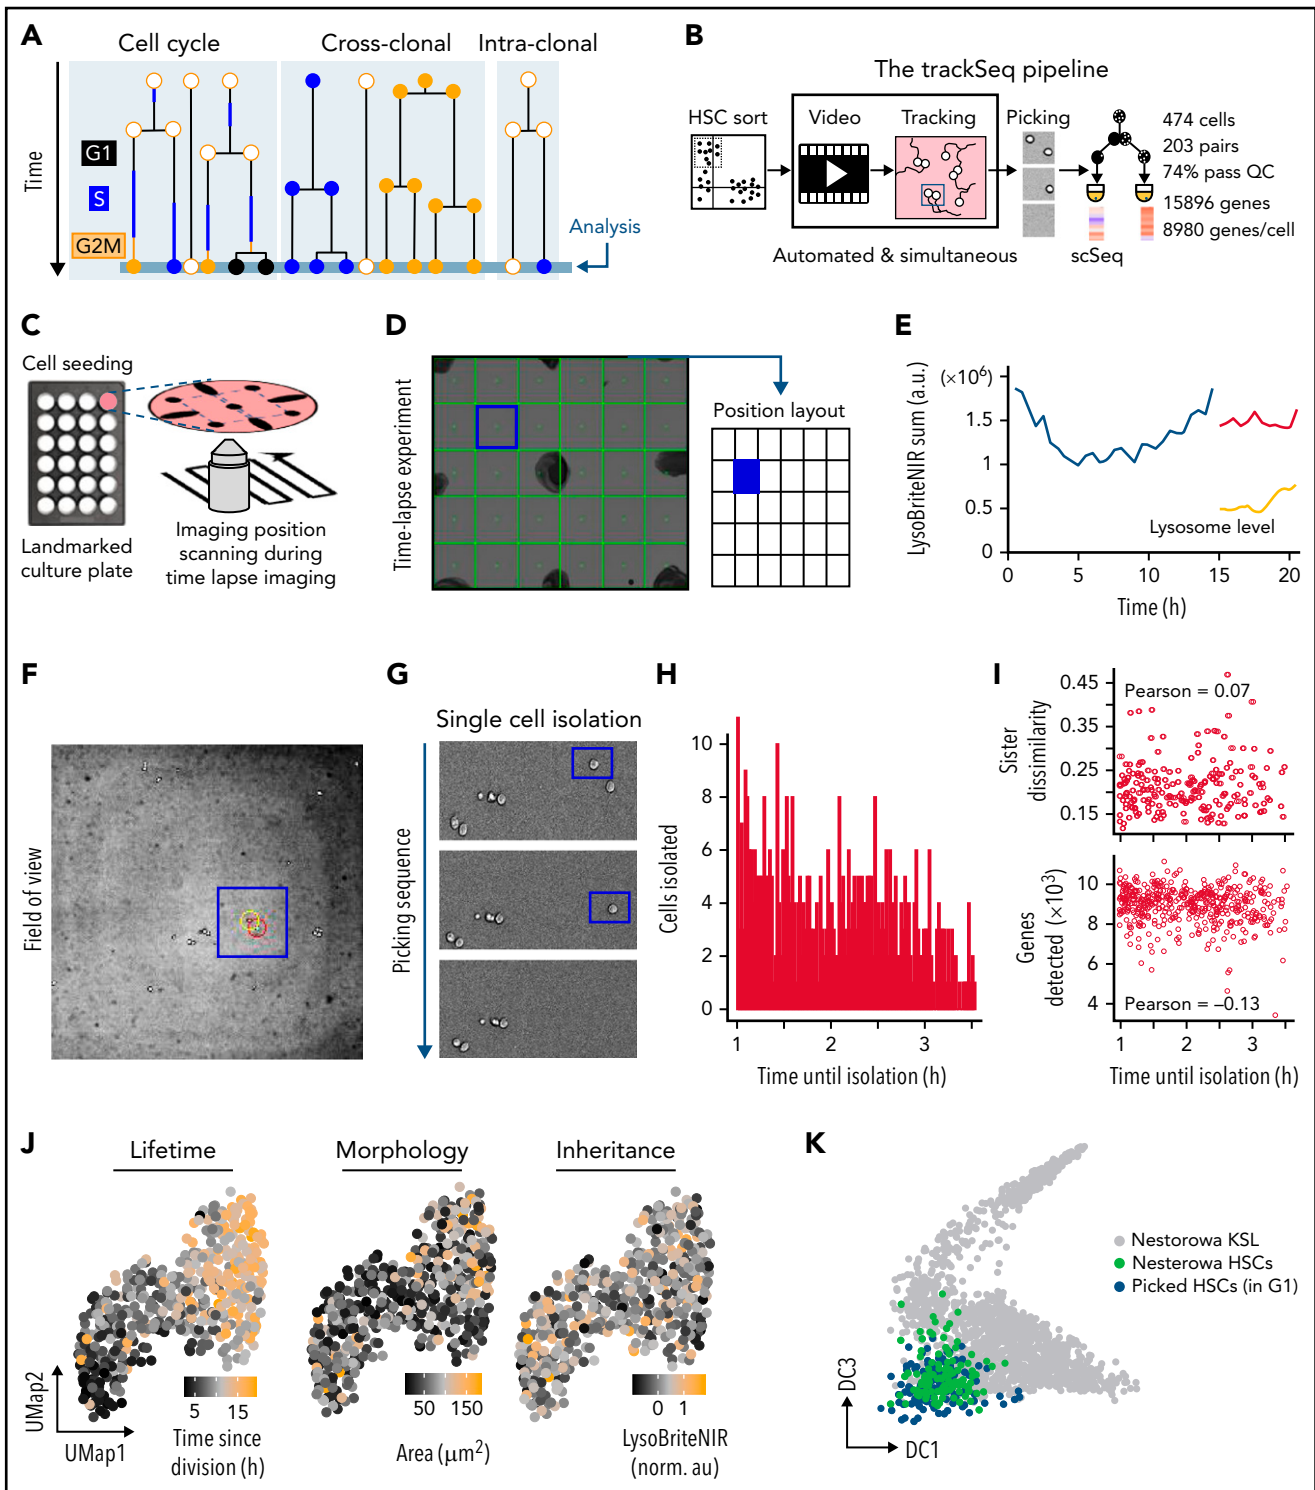 A
Cell cycle
Cross-clonal
Intra-clonal
Time
G1
S
G2M
Analysis
B
The trackSeq pipeline
HSC sort
Video
Tracking
Picking
474 cells
203 pairs
74% pass QC
15896 genes
8980 genes/cell
Automated & simultaneous
scSeq
C
Cell seeding
Landmarked
culture plate
Imaging position
scanning during
time lapse imaging
D
Time-lapse experiment
Position layout
E
LysoBriteNIR sum (a.u.)
(×10⁶)
1.5
1
0.5
0
Lysosome level
0 5 10 15 20
Time (h)
F
Field of view
G
Single cell isolation
Picking sequence
H
Cells isolated
10
8
6
4
2
0
1 2 3
Time until isolation (h)
I
Sister
dissimilarity
0.45
0.35
0.25
0.15
Pearson = 0.07
Genes
detected (×10³)
10
8
6
4
Pearson = –0.13
1 2 3
Time until isolation (h)
J
Lifetime
Morphology
Inheritance
UMap2
UMap1
5 15
Time since
division (h)
50 150
Area (μm²)
0 1
LysoBriteNIR
(norm. au)
K
Nestorowa KSL
Nesterowa HSCs
Picked HSCs (in G1)
DC3
DC1